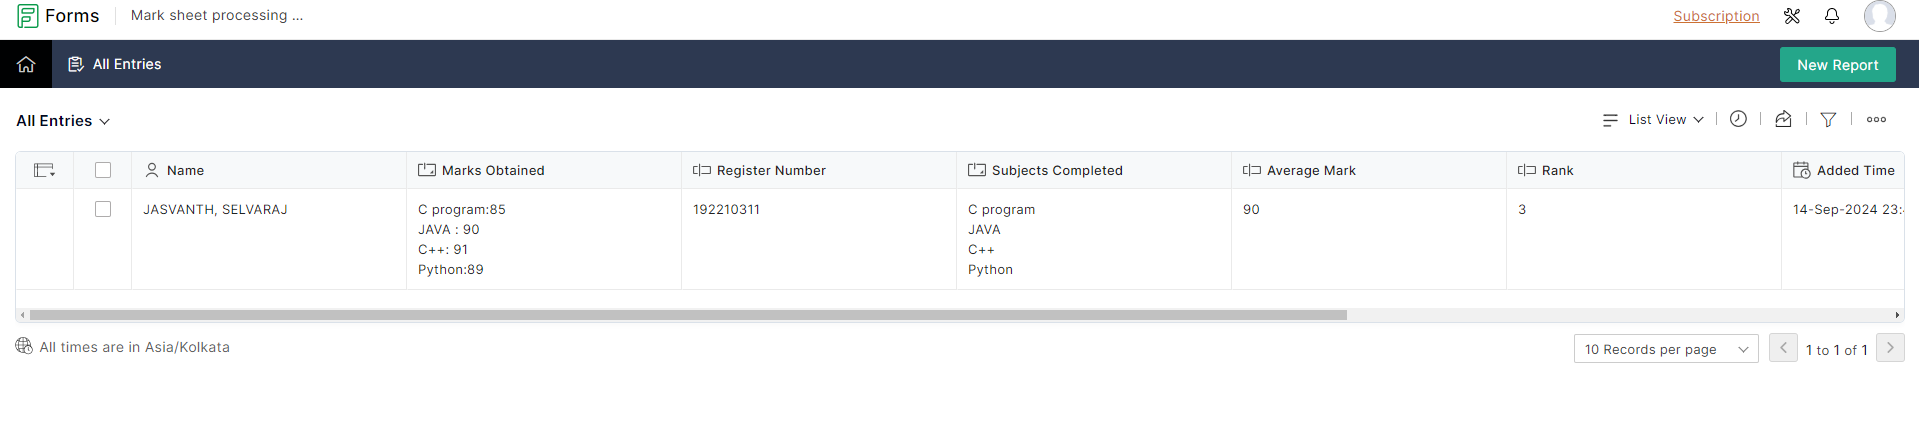 Forms
Mark sheet processing ...
Subscription
All Entries
New Report
All Entries
List View
Name
Marks Obtained
Register Number
Subjects Completed
Average Mark
Rank
Added Time
JASVANTH, SELVARAJ
C program:85
JAVA : 90
C++: 91
Python:89
192210311
C program
JAVA
C++
Python
90
3
14-Sep-2024 23:
All times are in Asia/Kolkata
10 Records per page
1 to 1 of 1